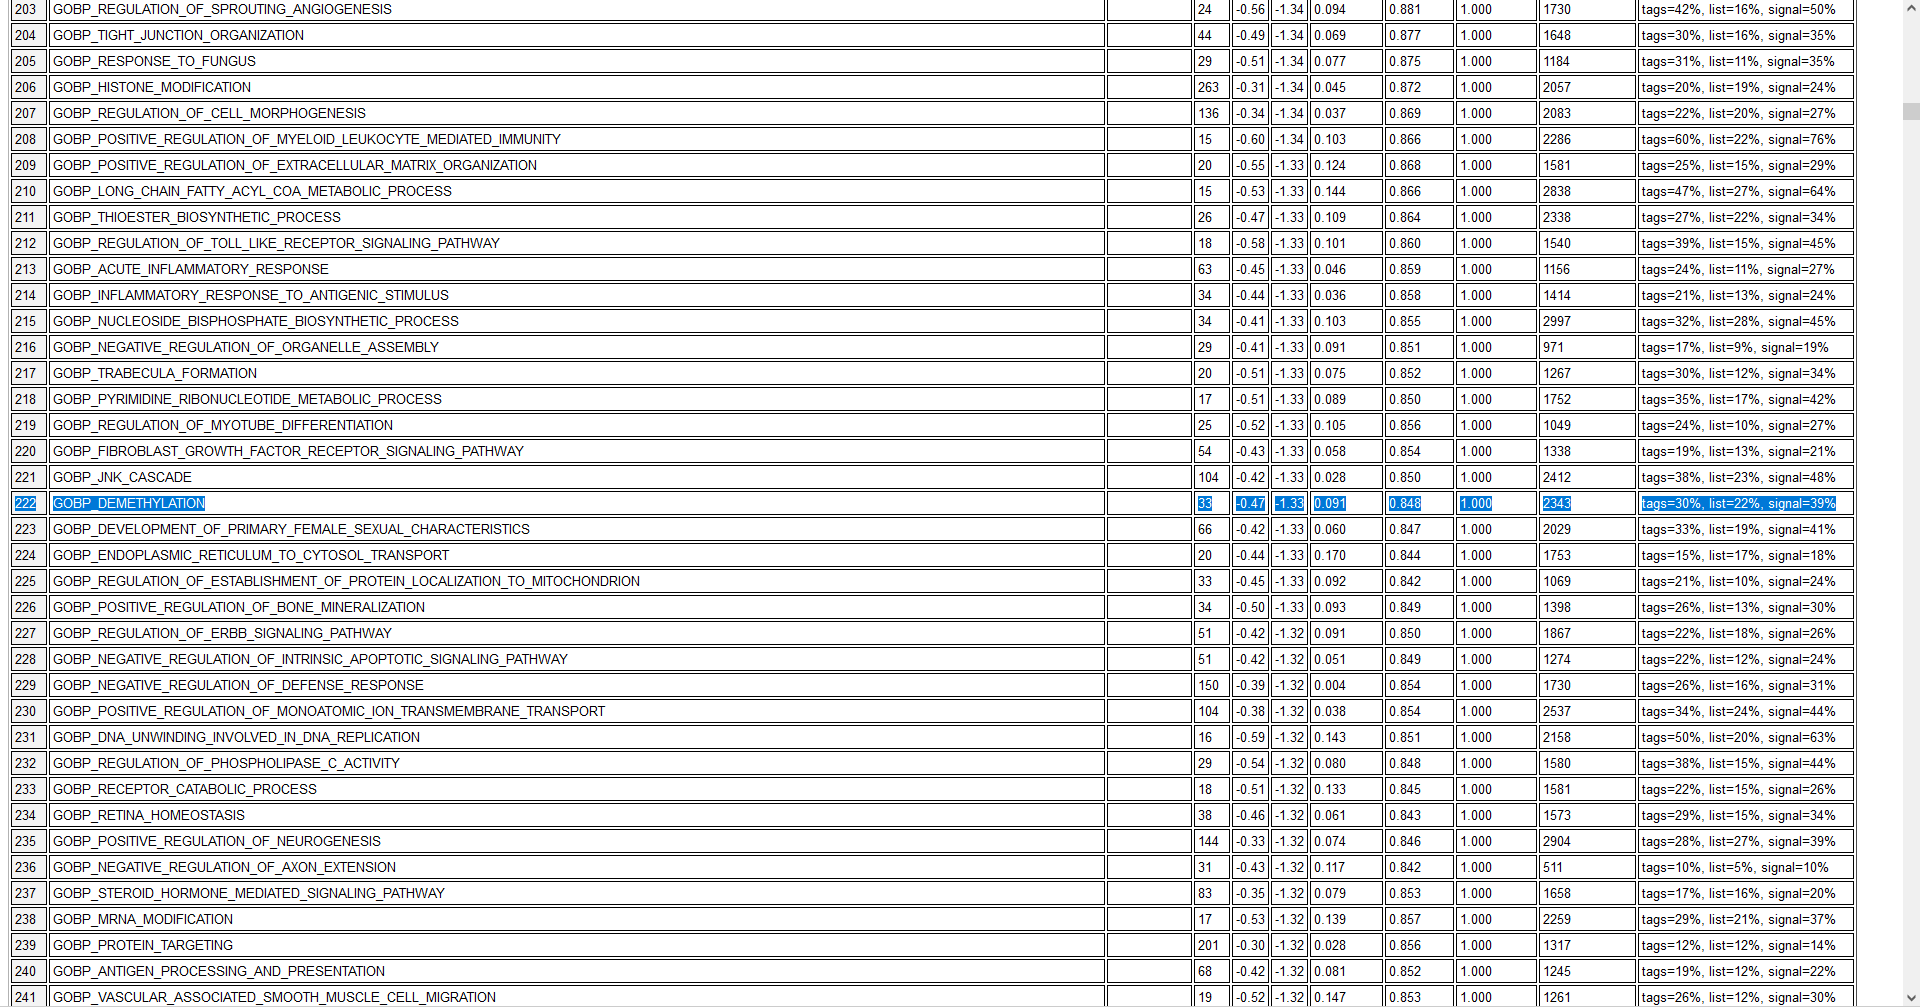 203 GOBP_REGULATION_OF_SPROUTING_ANGIOGENESIS 24 -0.56 -1.34 0.094 0.881 1.000 1730 tags=42%, list=16%, signal=50%
204 GOBP_TIGHT_JUNCTION_ORGANIZATION 44 -0.49 -1.34 0.069 0.877 1.000 1648 tags=30%, list=16%, signal=35%
205 GOBP_RESPONSE_TO_FUNGUS 29 -0.51 -1.34 0.077 0.875 1.000 1184 tags=31%, list=11%, signal=35%
206 GOBP_HISTONE_MODIFICATION 263 -0.31 -1.34 0.045 0.872 1.000 2057 tags=20%, list=19%, signal=24%
207 GOBP_REGULATION_OF_CELL_MORPHOGENESIS 136 -0.34 -1.34 0.037 0.869 1.000 2083 tags=22%, list=20%, signal=27%
208 GOBP_POSITIVE_REGULATION_OF_MYELOID_LEUKOCYTE_MEDIATED_IMMUNITY 15 -0.60 -1.34 0.103 0.866 1.000 2286 tags=60%, list=22%, signal=76%
209 GOBP_POSITIVE_REGULATION_OF_EXTRACELLULAR_MATRIX_ORGANIZATION 20 -0.55 -1.33 0.124 0.868 1.000 1581 tags=25%, list=15%, signal=29%
210 GOBP_LONG_CHAIN_FATTY_ACYL_COA_METABOLIC_PROCESS 15 -0.53 -1.33 0.144 0.866 1.000 2838 tags=47%, list=27%, signal=64%
211 GOBP_THIOESTER_BIOSYNTHETIC_PROCESS 26 -0.47 -1.33 0.109 0.864 1.000 2338 tags=27%, list=22%, signal=34%
212 GOBP_REGULATION_OF_TOLL_LIKE_RECEPTOR_SIGNALING_PATHWAY 18 -0.58 -1.33 0.101 0.860 1.000 1540 tags=39%, list=15%, signal=45%
213 GOBP_ACUTE_INFLAMMATORY_RESPONSE 63 -0.45 -1.33 0.046 0.859 1.000 1156 tags=24%, list=11%, signal=27%
214 GOBP_INFLAMMATORY_RESPONSE_TO_ANTIGENIC_STIMULUS 34 -0.44 -1.33 0.036 0.858 1.000 1414 tags=21%, list=13%, signal=24%
215 GOBP_NUCLEOSIDE_BISPHOSPHATE_BIOSYNTHETIC_PROCESS 34 -0.41 -1.33 0.103 0.855 1.000 2997 tags=32%, list=28%, signal=45%
216 GOBP_NEGATIVE_REGULATION_OF_ORGANELLE_ASSEMBLY 29 -0.41 -1.33 0.091 0.851 1.000 971 tags=17%, list=9%, signal=19%
217 GOBP_TRABECULA_FORMATION 20 -0.51 -1.33 0.075 0.852 1.000 1267 tags=30%, list=12%, signal=34%
218 GOBP_PYRIMIDINE_RIBONUCLEOTIDE_METABOLIC_PROCESS 17 -0.51 -1.33 0.089 0.850 1.000 1752 tags=35%, list=17%, signal=42%
219 GOBP_REGULATION_OF_MYOTUBE_DIFFERENTIATION 25 -0.52 -1.33 0.105 0.856 1.000 1049 tags=24%, list=10%, signal=27%
220 GOBP_FIBROBLAST_GROWTH_FACTOR_RECEPTOR_SIGNALING_PATHWAY 54 -0.43 -1.33 0.058 0.854 1.000 1338 tags=19%, list=13%, signal=21%
221 GOBP_JNK_CASCADE 104 -0.42 -1.33 0.028 0.850 1.000 2412 tags=38%, list=23%, signal=48%
222 GOBP_DEMETHYLATION 33 -0.47 -1.33 0.091 0.848 1.000 2343 tags=30%, list=22%, signal=39%
223 GOBP_DEVELOPMENT_OF_PRIMARY_FEMALE_SEXUAL_CHARACTERISTICS 66 -0.42 -1.33 0.060 0.847 1.000 2029 tags=33%, list=19%, signal=41%
224 GOBP_ENDOPLASMIC_RETICULUM_TO_CYTOSOL_TRANSPORT 20 -0.44 -1.33 0.170 0.844 1.000 1753 tags=15%, list=17%, signal=18%
225 GOBP_REGULATION_OF_ESTABLISHMENT_OF_PROTEIN_LOCALIZATION_TO_MITOCHONDRION 33 -0.45 -1.33 0.092 0.842 1.000 1069 tags=21%, list=10%, signal=24%
226 GOBP_POSITIVE_REGULATION_OF_BONE_MINERALIZATION 34 -0.50 -1.33 0.093 0.849 1.000 1398 tags=26%, list=13%, signal=30%
227 GOBP_REGULATION_OF_ERBB_SIGNALING_PATHWAY 51 -0.42 -1.32 0.091 0.850 1.000 1867 tags=22%, list=18%, signal=26%
228 GOBP_NEGATIVE_REGULATION_OF_INTRINSIC_APOPTOTIC_SIGNALING_PATHWAY 51 -0.42 -1.32 0.051 0.849 1.000 1274 tags=22%, list=12%, signal=24%
229 GOBP_NEGATIVE_REGULATION_OF_DEFENSE_RESPONSE 150 -0.39 -1.32 0.004 0.854 1.000 1730 tags=26%, list=16%, signal=31%
230 GOBP_POSITIVE_REGULATION_OF_MONOATOMIC_ION_TRANSMEMBRANE_TRANSPORT 104 -0.38 -1.32 0.038 0.854 1.000 2537 tags=34%, list=24%, signal=44%
231 GOBP_DNA_UNWINDING_INVOLVED_IN_DNA_REPLICATION 16 -0.59 -1.32 0.143 0.851 1.000 2158 tags=50%, list=20%, signal=63%
232 GOBP_REGULATION_OF_PHOSPHOLIPASE_C_ACTIVITY 29 -0.54 -1.32 0.080 0.848 1.000 1580 tags=38%, list=15%, signal=44%
233 GOBP_RECEPTOR_CATABOLIC_PROCESS 18 -0.51 -1.32 0.133 0.845 1.000 1581 tags=22%, list=15%, signal=26%
234 GOBP_RETINA_HOMEOSTASIS 38 -0.46 -1.32 0.061 0.843 1.000 1573 tags=29%, list=15%, signal=34%
235 GOBP_POSITIVE_REGULATION_OF_NEUROGENESIS 144 -0.33 -1.32 0.074 0.846 1.000 2904 tags=28%, list=27%, signal=39%
236 GOBP_NEGATIVE_REGULATION_OF_AXON_EXTENSION 31 -0.43 -1.32 0.117 0.842 1.000 511 tags=10%, list=5%, signal=10%
237 GOBP_STEROID_HORMONE_MEDIATED_SIGNALING_PATHWAY 83 -0.35 -1.32 0.079 0.853 1.000 1658 tags=17%, list=16%, signal=20%
238 GOBP_MRNA_MODIFICATION 17 -0.53 -1.32 0.139 0.857 1.000 2259 tags=29%, list=21%, signal=37%
239 GOBP_PROTEIN_TARGETING 201 -0.30 -1.32 0.028 0.856 1.000 1317 tags=12%, list=12%, signal=14%
240 GOBP_ANTIGEN_PROCESSING_AND_PRESENTATION 68 -0.42 -1.32 0.081 0.852 1.000 1245 tags=19%, list=12%, signal=22%
241 GOBP_VASCULAR_ASSOCIATED_SMOOTH_MUSCLE_CELL_MIGRATION 19 -0.52 -1.32 0.147 0.853 1.000 1261 tags=26%, list=12%, signal=30%